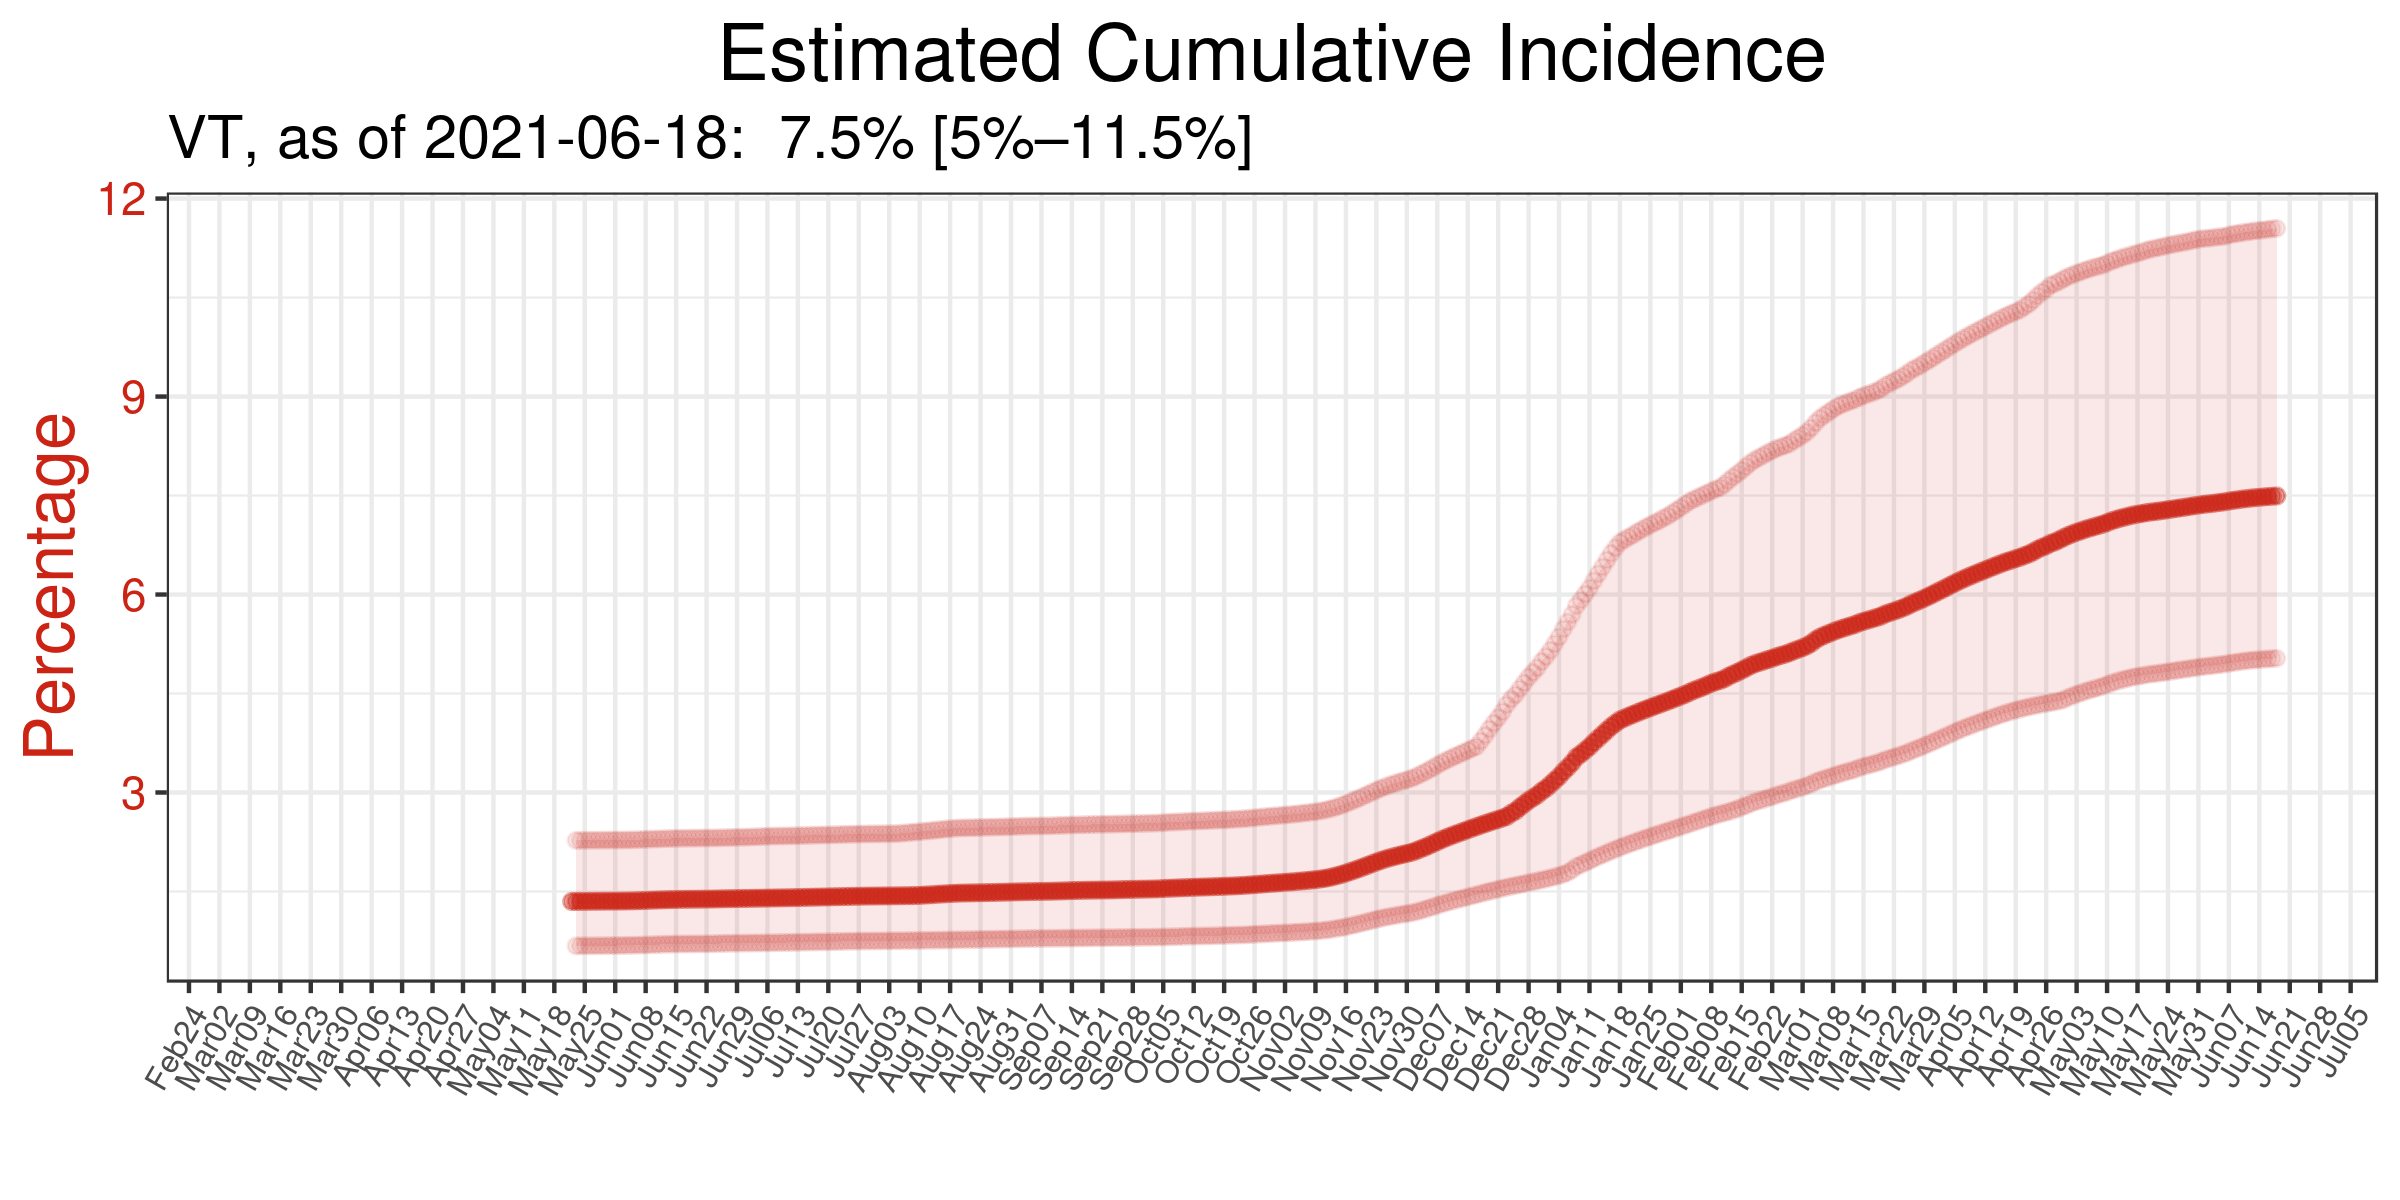 Estimated Cumulative Incidence
VT, as of 2021-06-18:  7.5% [5%–11.5%]
Percentage
12
9
6
3
Feb24
Mar02
Mar09
Mar16
Mar23
Mar30
Apr06
Apr13
Apr20
Apr27
May04
May11
May18
May25
Jun01
Jun08
Jun15
Jun22
Jun29
Jul06
Jul13
Jul20
Jul27
Aug03
Aug10
Aug17
Aug24
Aug31
Sep07
Sep14
Sep21
Sep28
Oct05
Oct12
Oct19
Oct26
Nov02
Nov09
Nov16
Nov23
Nov30
Dec07
Dec14
Dec21
Dec28
Jan04
Jan11
Jan18
Jan25
Feb01
Feb08
Feb15
Feb22
Mar01
Mar08
Mar15
Mar22
Mar29
Apr05
Apr12
Apr19
Apr26
May03
May10
May17
May24
May31
Jun07
Jun14
Jun21
Jun28
Jul05